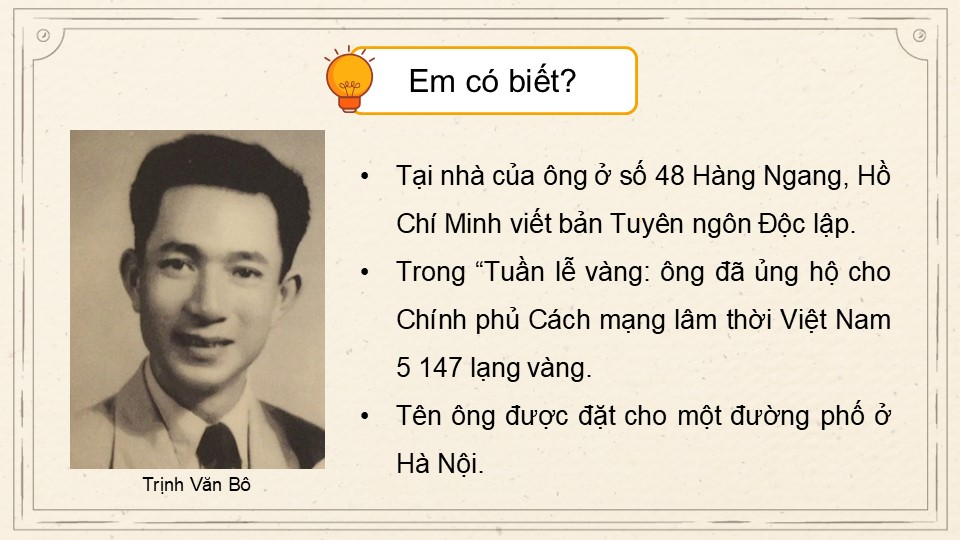 Em có biết?
• Tại nhà của ông ở số 48 Hàng Ngang, Hồ
Chí Minh viết bản Tuyên ngôn Độc lập.
• Trong “Tuần lễ vàng: ông đã ủng hộ cho
Chính phủ Cách mạng lâm thời Việt Nam
5 147 lạng vàng.
• Tên ông được đặt cho một đường phố ở
Hà Nội.
Trịnh Văn Bô